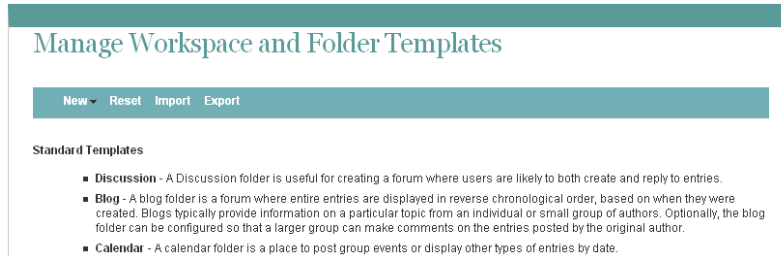 Manage Workspace and Folder Templates
New Reset Import Export
Standard Templates
Discussion - A Discussion folder is useful for creating a forum where users are likely to both create and reply to entries.
Blog - A blog folder is a forum where entire entries are displayed in reverse chronological order, based on when they were
created. Blogs typically provide information on a particular topic from an individual or small group of authors. Optionally, the blog
folder can be configured so that a larger group can make comments on the entries posted by the original author.
Calendar - A calendar folder is a place to post group events or display other types of entries by date.